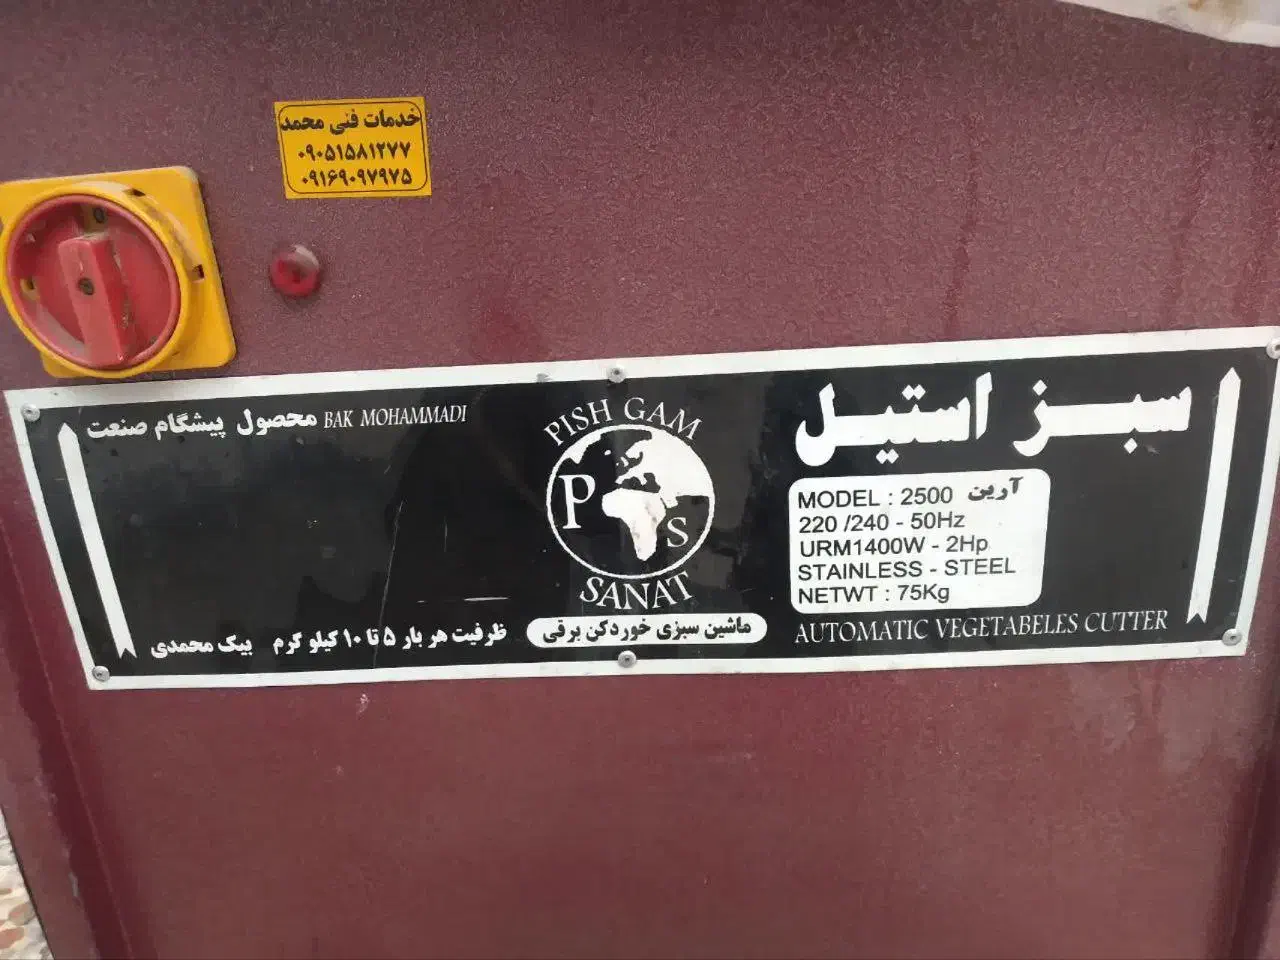 خدمات فنی محمد
۰۹۰۵۱۵۸۱۲۷۷
۰۹۱۶۹۰۹۷۹۷۵
سبز استیل
MODEL : 2500 آرین
220 /240 - 50Hz
URM1400W - 2Hp
STAINLESS - STEEL
NETWT : 75Kg
AUTOMATIC VEGETABELES CUTTER
PISH GAM
P S
SANAT
ماشین سبزی خوردکن برقی
BAK MOHAMMADI محصول پیشگام صنعت
ظرفیت هر بار ۵ تا ۱۰ کیلو گرم بیک محمدی